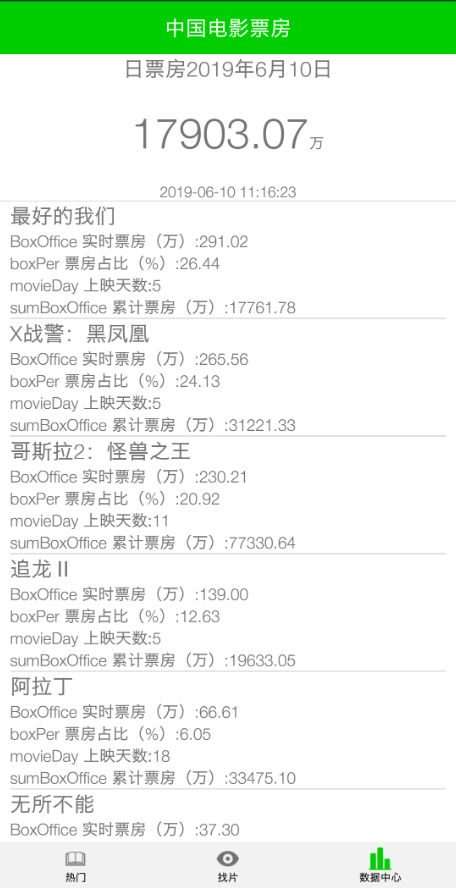 中国电影票房
日票房2019年6月10日
17903.07万
2019-06-10 11:16:23
最好的我们
BoxOffice 实时票房（万）:291.02
boxPer 票房占比（%）:26.44
movieDay 上映天数:5
sumBoxOffice 累计票房（万）:17761.78
X战警：黑凤凰
BoxOffice 实时票房（万）:265.56
boxPer 票房占比（%）:24.13
movieDay 上映天数:5
sumBoxOffice 累计票房（万）:31221.33
哥斯拉2：怪兽之王
BoxOffice 实时票房（万）:230.21
boxPer 票房占比（%）:20.92
movieDay 上映天数:11
sumBoxOffice 累计票房（万）:77330.64
追龙Ⅱ
BoxOffice 实时票房（万）:139.00
boxPer 票房占比（%）:12.63
movieDay 上映天数:5
sumBoxOffice 累计票房（万）:19633.05
阿拉丁
BoxOffice 实时票房（万）:66.61
boxPer 票房占比（%）:6.05
movieDay 上映天数:18
sumBoxOffice 累计票房（万）:33475.10
无所不能
BoxOffice 实时票房（万）:37.30
热门 找片 数据中心